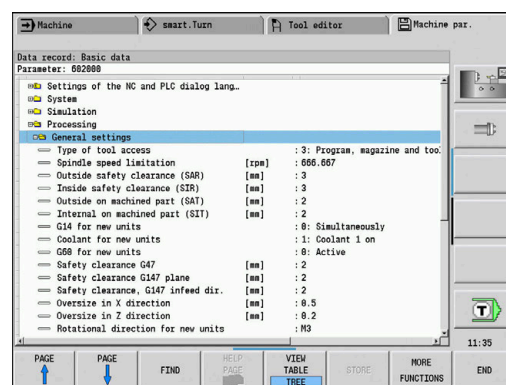 Machine smart.Turn Tool editor Machine par.
Data record: Basic data
Parameter: 602000
Settings of the NC and PLC dialog lang…
System
Simulation
Processing
General settings
Type of tool access : 3: Program, magazine and too
Spindle speed limitation [rpm] : 666.667
Outside safety clearance (SAR) [mm] : 3
Inside safety clearance (SIR) [mm] : 3
Outside on machined part (SAT) [mm] : 2
Internal on machined part (SIT) [mm] : 2
G14 for new units : 0: Simultaneously
Coolant for new units : 1: Coolant 1 on
G60 for new units : 0: Active
Safety clearance G47 [mm] : 2
Safety clearance G147 plane [mm] : 2
Safety clearance, G147 infeed dir. [mm] : 2
Oversize in X direction [mm] : 0.5
Oversize in Z direction [mm] : 0.2
Rotational direction for new units : M3
T
11:35
PAGE PAGE FIND HELP PAGE VIEW TABLE TREE STORE MORE FUNCTIONS END